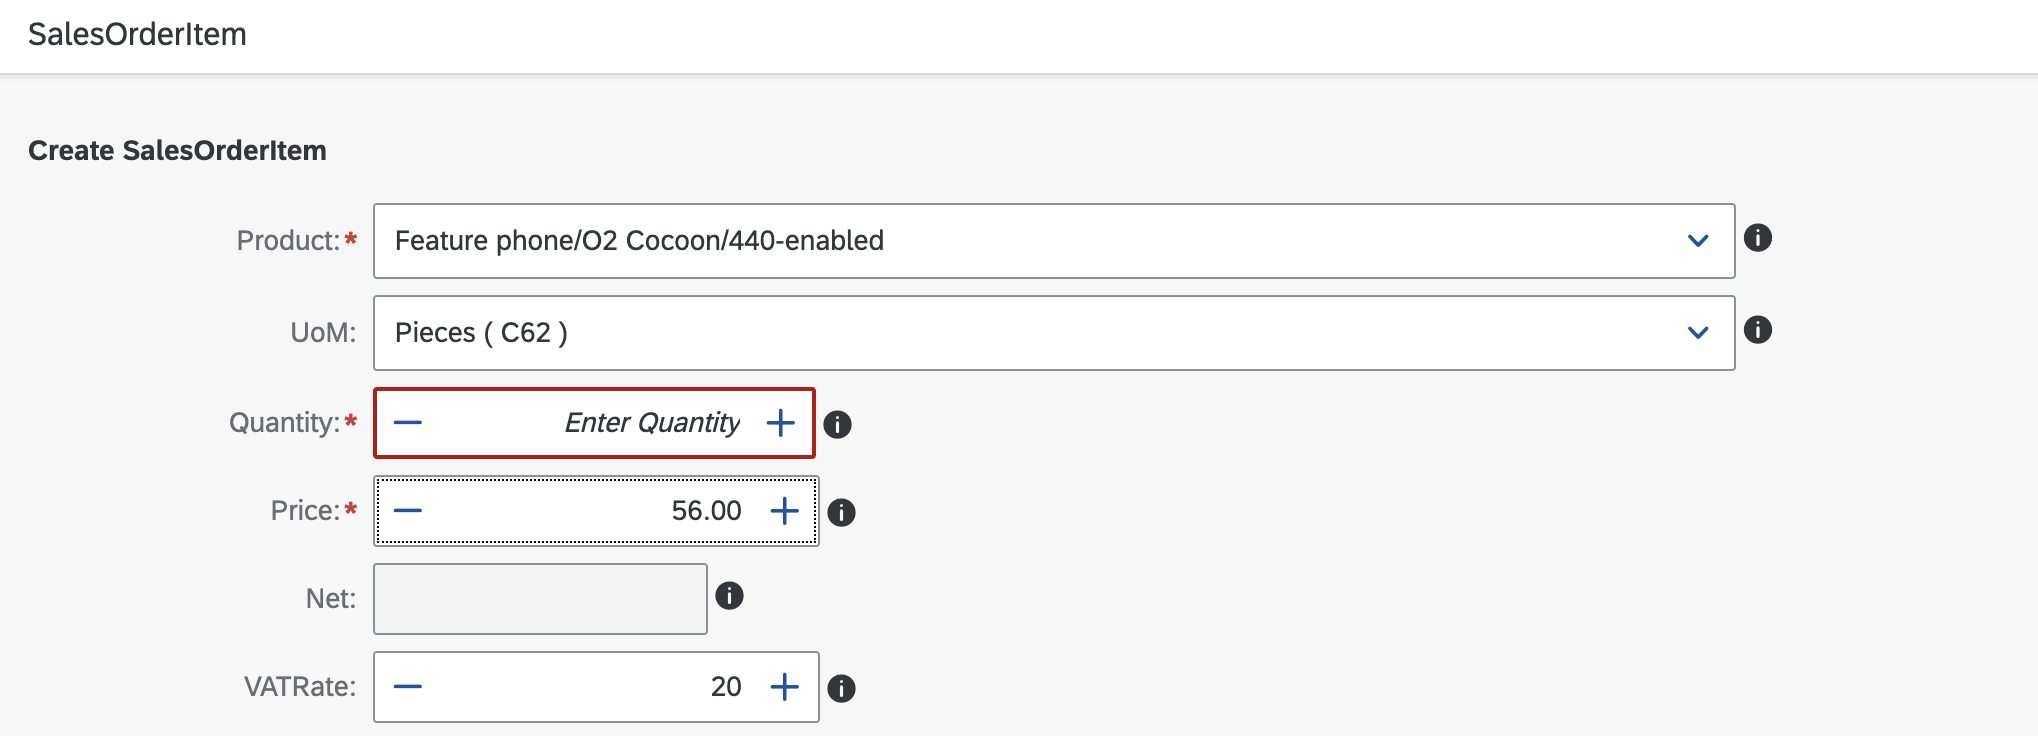 SalesOrderItem
Create SalesOrderItem
Product:* Feature phone/O2 Cocoon/440-enabled
UoM: Pieces ( C62 )
Quantity:* Enter Quantity
Price:* 56.00
Net:
VATRate: 20